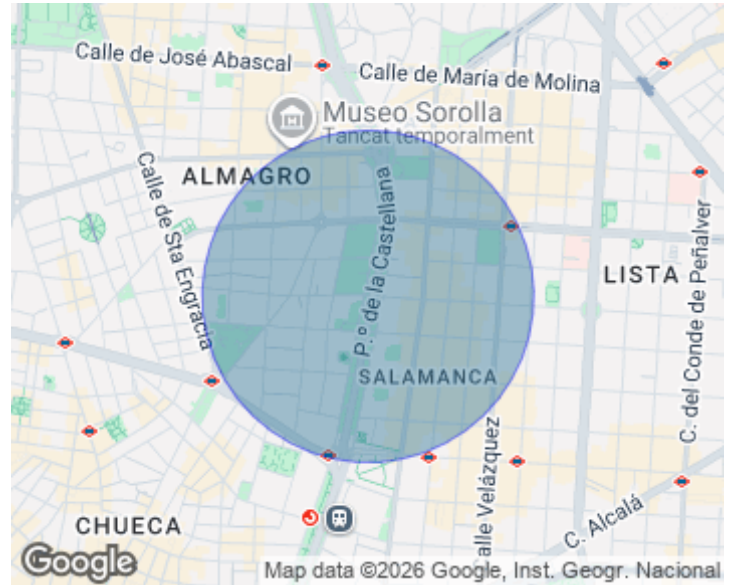 Calle de José Abascal
Calle de María de Molina
Museo Sorolla
Tancat temporalment
ALMAGRO
Calle de Sta Engracia
P.º de la Castellana
LISTA
C. del Conde de Peñalver
SALAMANCA
alle Velázquez
C. Alcalá
CHUECA
Google
Map data ©2026 Google, Inst. Geogr. Nacional